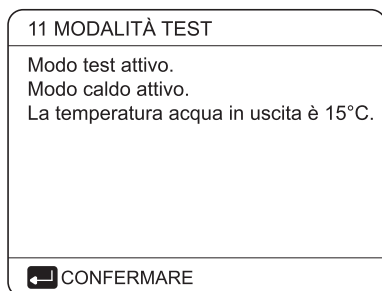 11 MODALITÀ TEST
Modo test attivo.
Modo caldo attivo.
La temperatura acqua in uscita è 15°C.
CONFERMARE